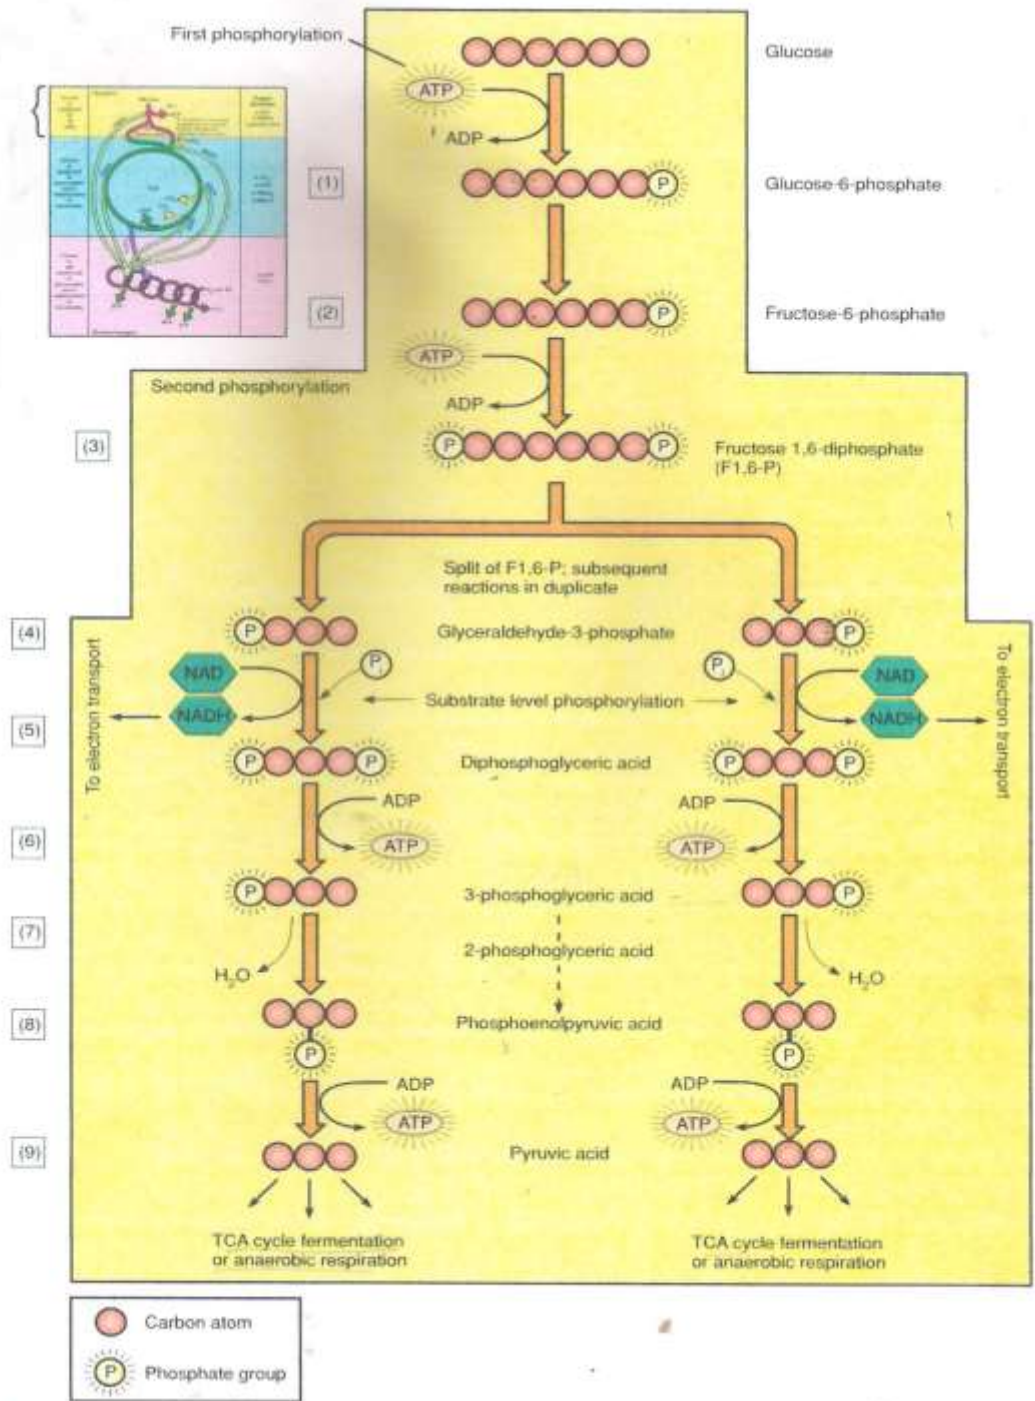 First phosphorylation
Glucose
ATP
ADP
(1)
P
Glucose-6-phosphate
(2)
P
Fructose-6-phosphate
ATP
Second phosphorylation
ADP
(3)
P
P
Fructose 1,6-diphosphate
(F1,6-P)
Split of F1,6-P; subsequent
reactions in duplicate
(4)
P
Glyceraldehyde-3-phosphate
P
To electron transport
NAD
Pi
Pi
NAD
To electron transport
NADH
Substrate level phosphorylation
NADH
(5)
P
P
Diphosphoglyceric acid
P
P
ADP
ADP
(6)
ATP
ATP
P
3-phosphoglyceric acid
P
(7)
2-phosphoglyceric acid
H2O
H2O
(8)
Phosphoenolpyruvic acid
P
P
ADP
ADP
ATP
ATP
(9)
Pyruvic acid
TCA cycle fermentation
or anaerobic respiration
TCA cycle fermentation
or anaerobic respiration
Carbon atom
P
Phosphate group